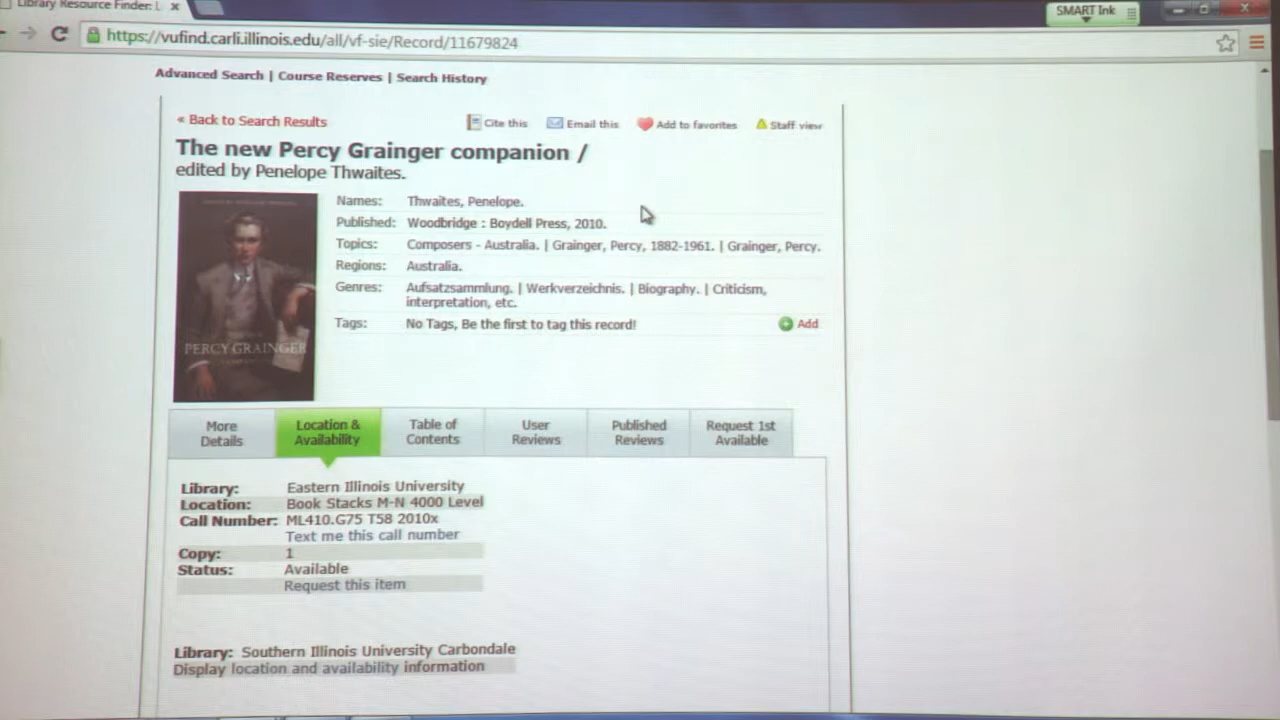 Library Resource Finder: L
SMART Ink
https://vufind.carli.illinois.edu/all/vf-sie/Record/11679824
Advanced Search | Course Reserves | Search History
« Back to Search Results
Cite this
Email this
Add to favorites
Staff view
The new Percy Grainger companion /
edited by Penelope Thwaites.
Names: Thwaites, Penelope.
Published: Woodbridge : Boydell Press, 2010.
Topics: Composers - Australia. | Grainger, Percy, 1882-1961. | Grainger, Percy.
Regions: Australia.
Genres: Aufsatzsammlung. | Werkverzeichnis. | Biography. | Criticism,
interpretation, etc.
Tags: No Tags, Be the first to tag this record!
Add
PERCY GRAINGER
More Details
Location & Availability
Table of Contents
User Reviews
Published Reviews
Request 1st Available
Library: Eastern Illinois University
Location: Book Stacks M-N 4000 Level
Call Number: ML410.G75 T58 2010x
Text me this call number
Copy: 1
Status: Available
Request this item
Library: Southern Illinois University Carbondale
Display location and availability information